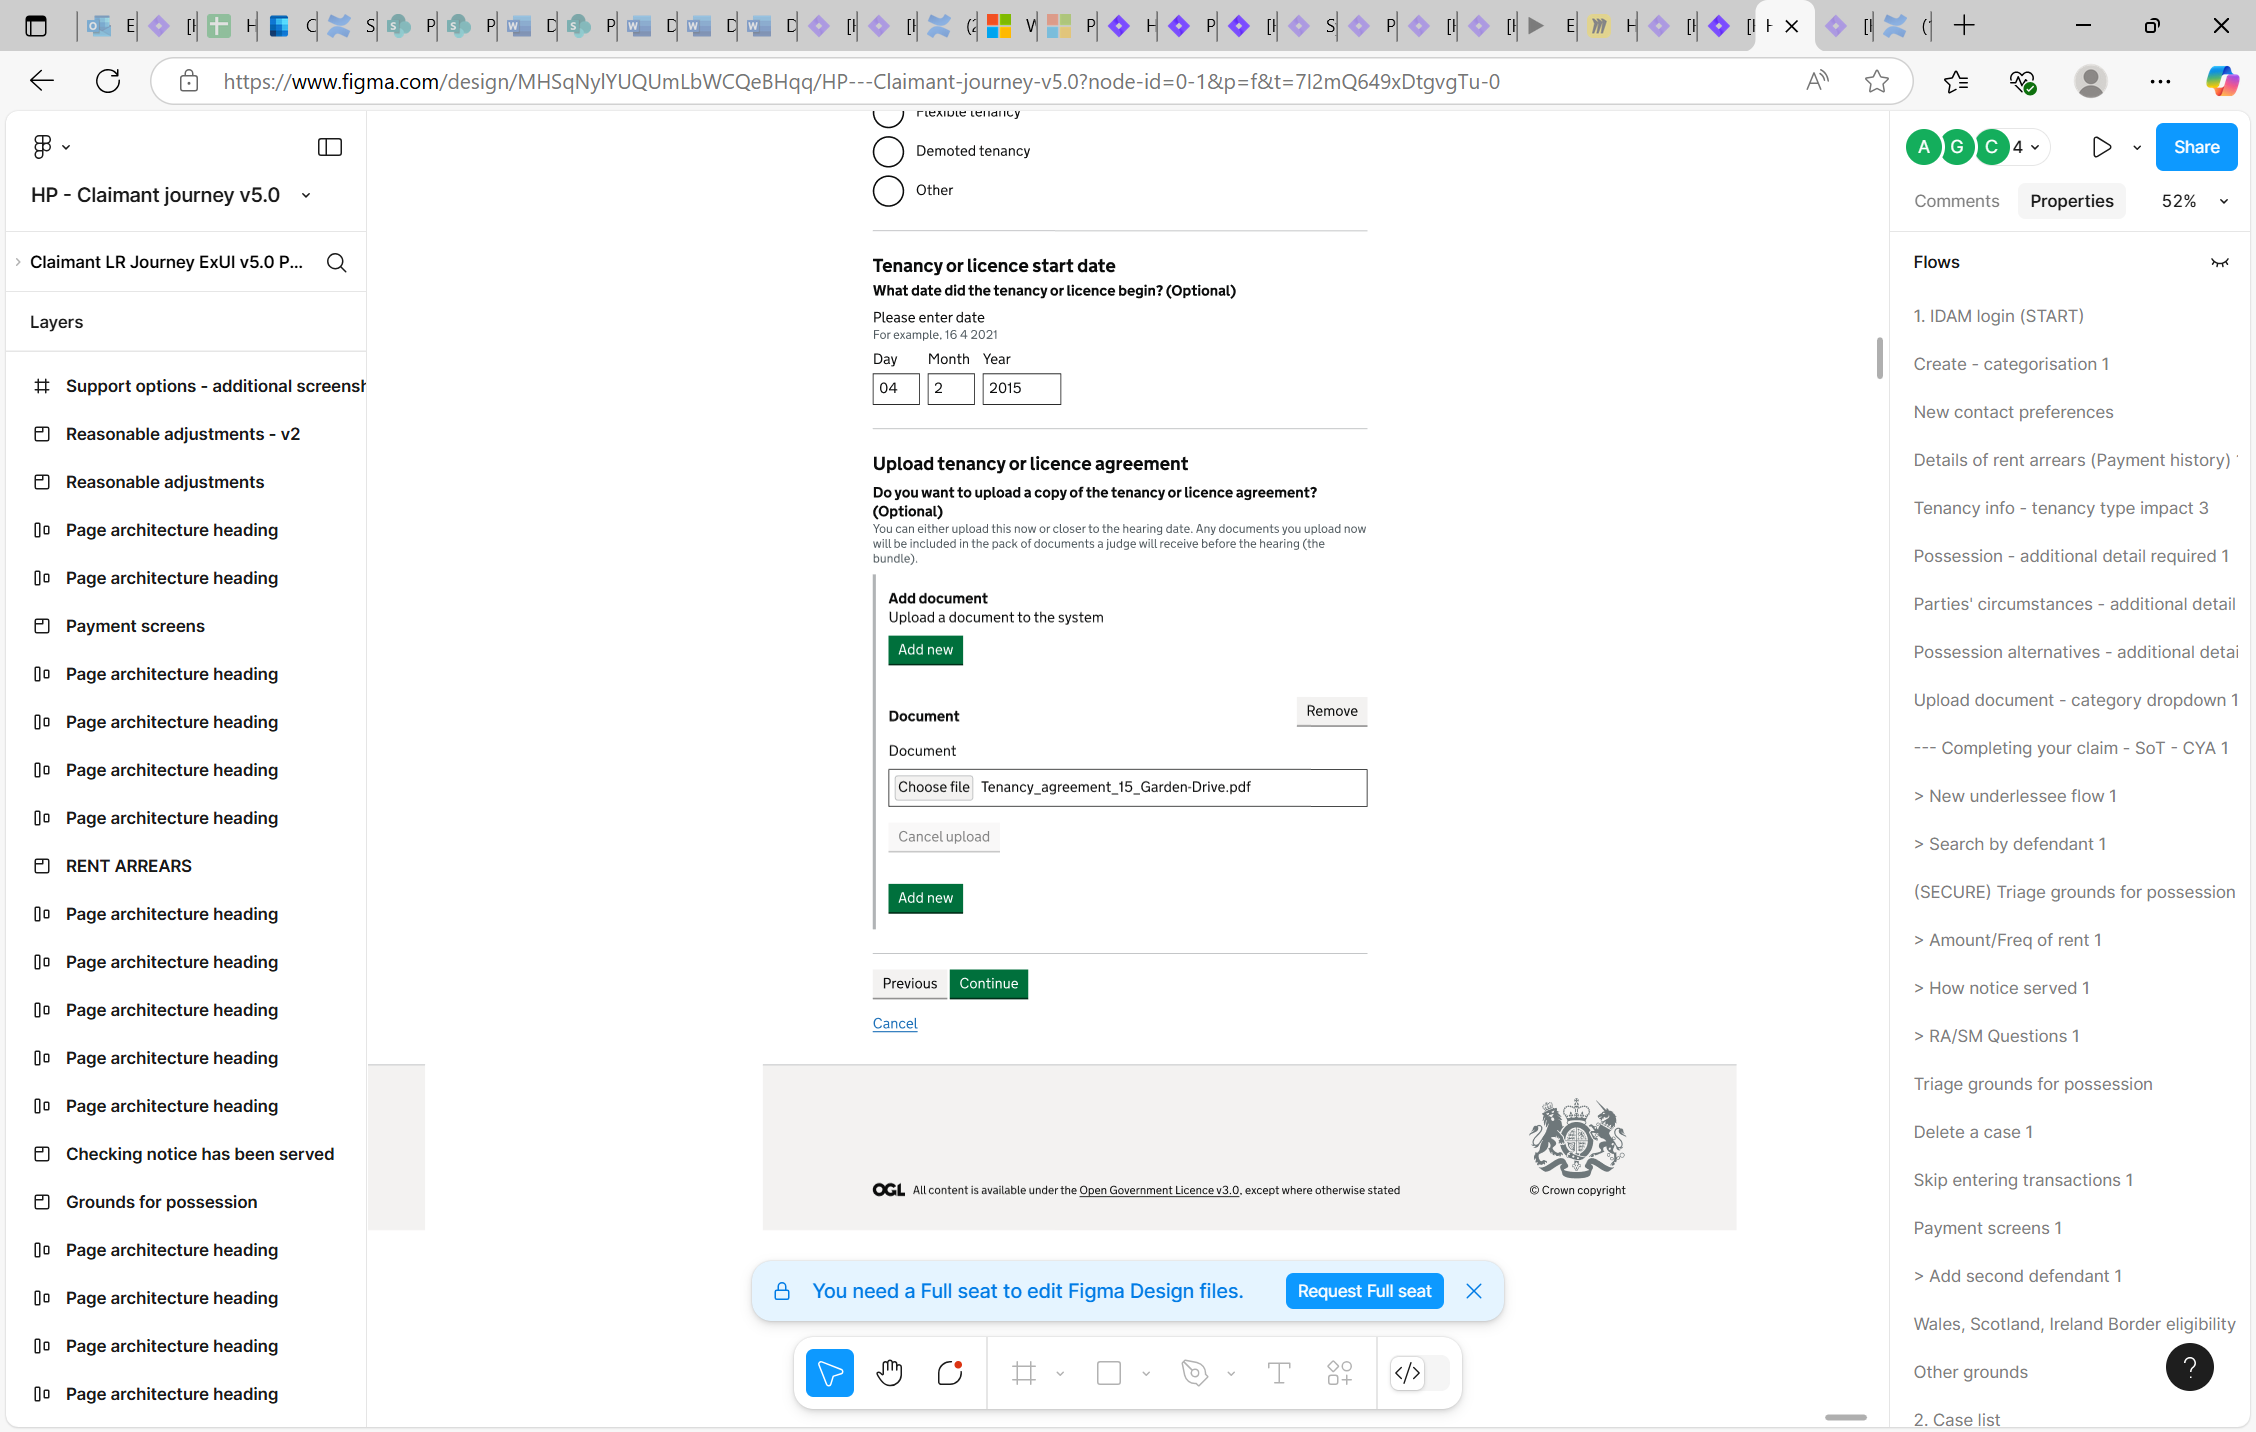 https://www.figma.com/design/MHSqNylYUQUmLbWCQeBHqq/HP---Claimant-journey-v5.0?node-id=0-1&p=f&t=7I2mQ649xDtgvgTu-0
HP - Claimant journey v5.0
Claimant LR Journey ExUI v5.0 P...
Layers
Support options - additional screensh
Reasonable adjustments - v2
Reasonable adjustments
Page architecture heading
Page architecture heading
Payment screens
Page architecture heading
Page architecture heading
Page architecture heading
Page architecture heading
RENT ARREARS
Page architecture heading
Page architecture heading
Page architecture heading
Page architecture heading
Page architecture heading
Checking notice has been served
Grounds for possession
Page architecture heading
Page architecture heading
Page architecture heading
Page architecture heading
Flexible tenancy
Demoted tenancy
Other
Tenancy or licence start date
What date did the tenancy or licence begin? (Optional)
Please enter date
For example, 16 4 2021
Day Month Year
04 2 2015
Upload tenancy or licence agreement
Do you want to upload a copy of the tenancy or licence agreement?
(Optional)
You can either upload this now or closer to the hearing date. Any documents you upload now
will be included in the pack of documents a judge will receive before the hearing (the
bundle).
Add document
Upload a document to the system
Add new
Document
Remove
Document
Choose file Tenancy_agreement_15_Garden-Drive.pdf
Cancel upload
Add new
Previous Continue
Cancel
OGL All content is available under the Open Government Licence v3.0, except where otherwise stated
© Crown copyright
You need a Full seat to edit Figma Design files.
Request Full seat
A G C 4
Share
Comments Properties 52%
Flows
1. IDAM login (START)
Create - categorisation 1
New contact preferences
Details of rent arrears (Payment history)
Tenancy info - tenancy type impact 3
Possession - additional detail required 1
Parties' circumstances - additional detail
Possession alternatives - additional detai
Upload document - category dropdown 1
--- Completing your claim - SoT - CYA 1
> New underlessee flow 1
> Search by defendant 1
(SECURE) Triage grounds for possession
> Amount/Freq of rent 1
> How notice served 1
> RA/SM Questions 1
Triage grounds for possession
Delete a case 1
Skip entering transactions 1
Payment screens 1
> Add second defendant 1
Wales, Scotland, Ireland Border eligibility
Other grounds
2. Case list
?